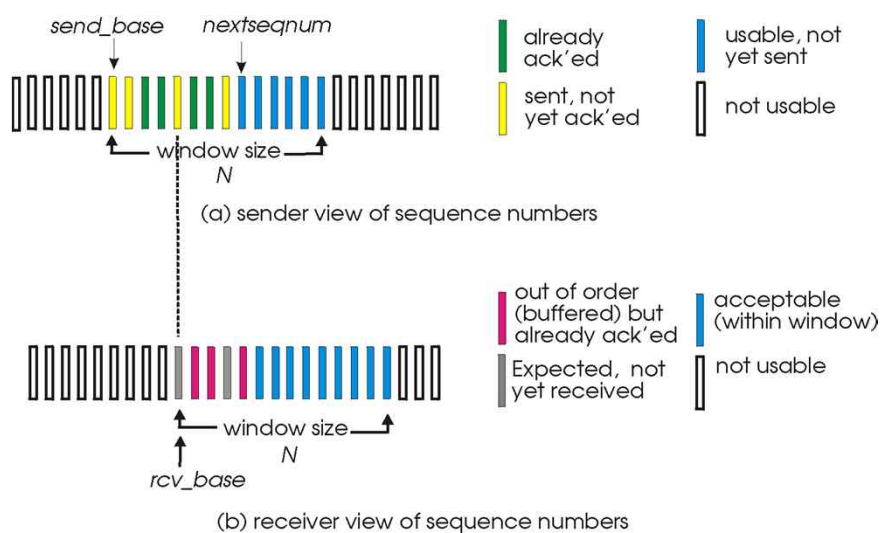 send_base
nextseqnum
already
ack'ed
usable, not
yet sent
sent, not
yet ack'ed
not usable
window size
N
(a) sender view of sequence numbers
out of order
(buffered) but
already ack'ed
acceptable
(within window)
Expected, not
yet received
not usable
window size
N
rcv_base
(b) receiver view of sequence numbers